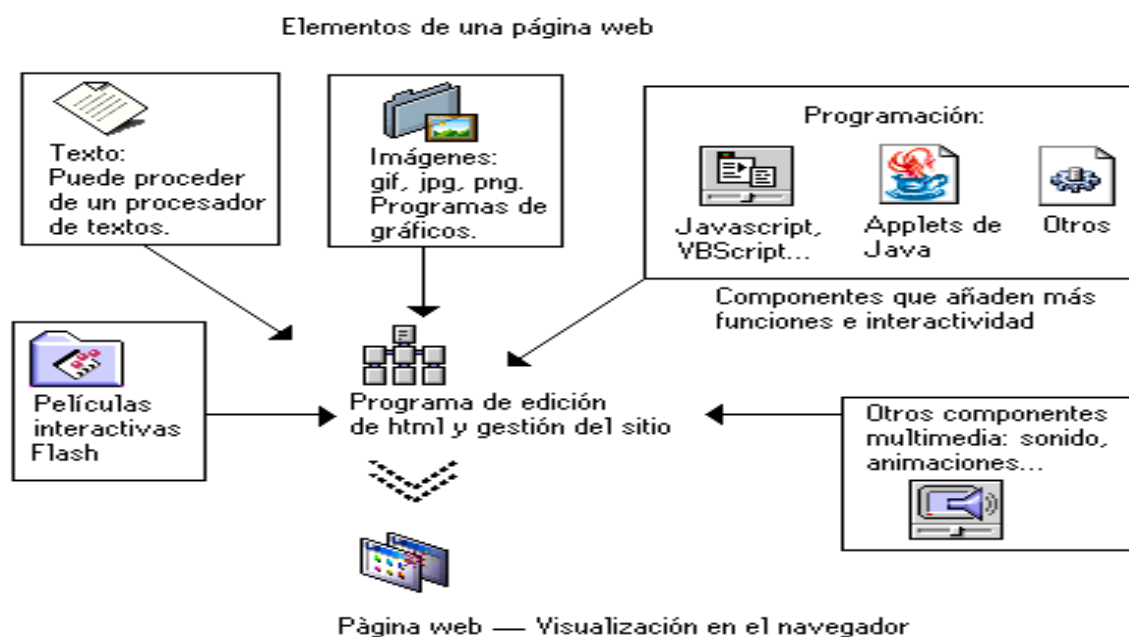 Elementos de una página web
Texto:
Puede proceder
de un procesador
de textos.
Imágenes:
gif, jpg, png.
Programas de
gráficos.
Programación:
Javascript,
VBScript...
Applets de
Java
Otros
Componentes que añaden más
funciones e interactividad
Películas
interactivas
Flash
Programa de edición
de html y gestión del sitio
Otros componentes
multimedia: sonido,
animaciones...
Pàgina web — Visualización en el navegador